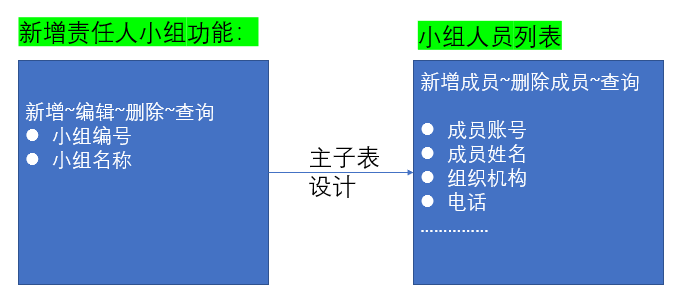 新增责任人小组功能：
小组人员列表
新增~编辑~删除~查询
● 小组编号
● 小组名称
主子表
设计
新增成员~删除成员~查询
● 成员账号
● 成员姓名
● 组织机构
● 电话
...............